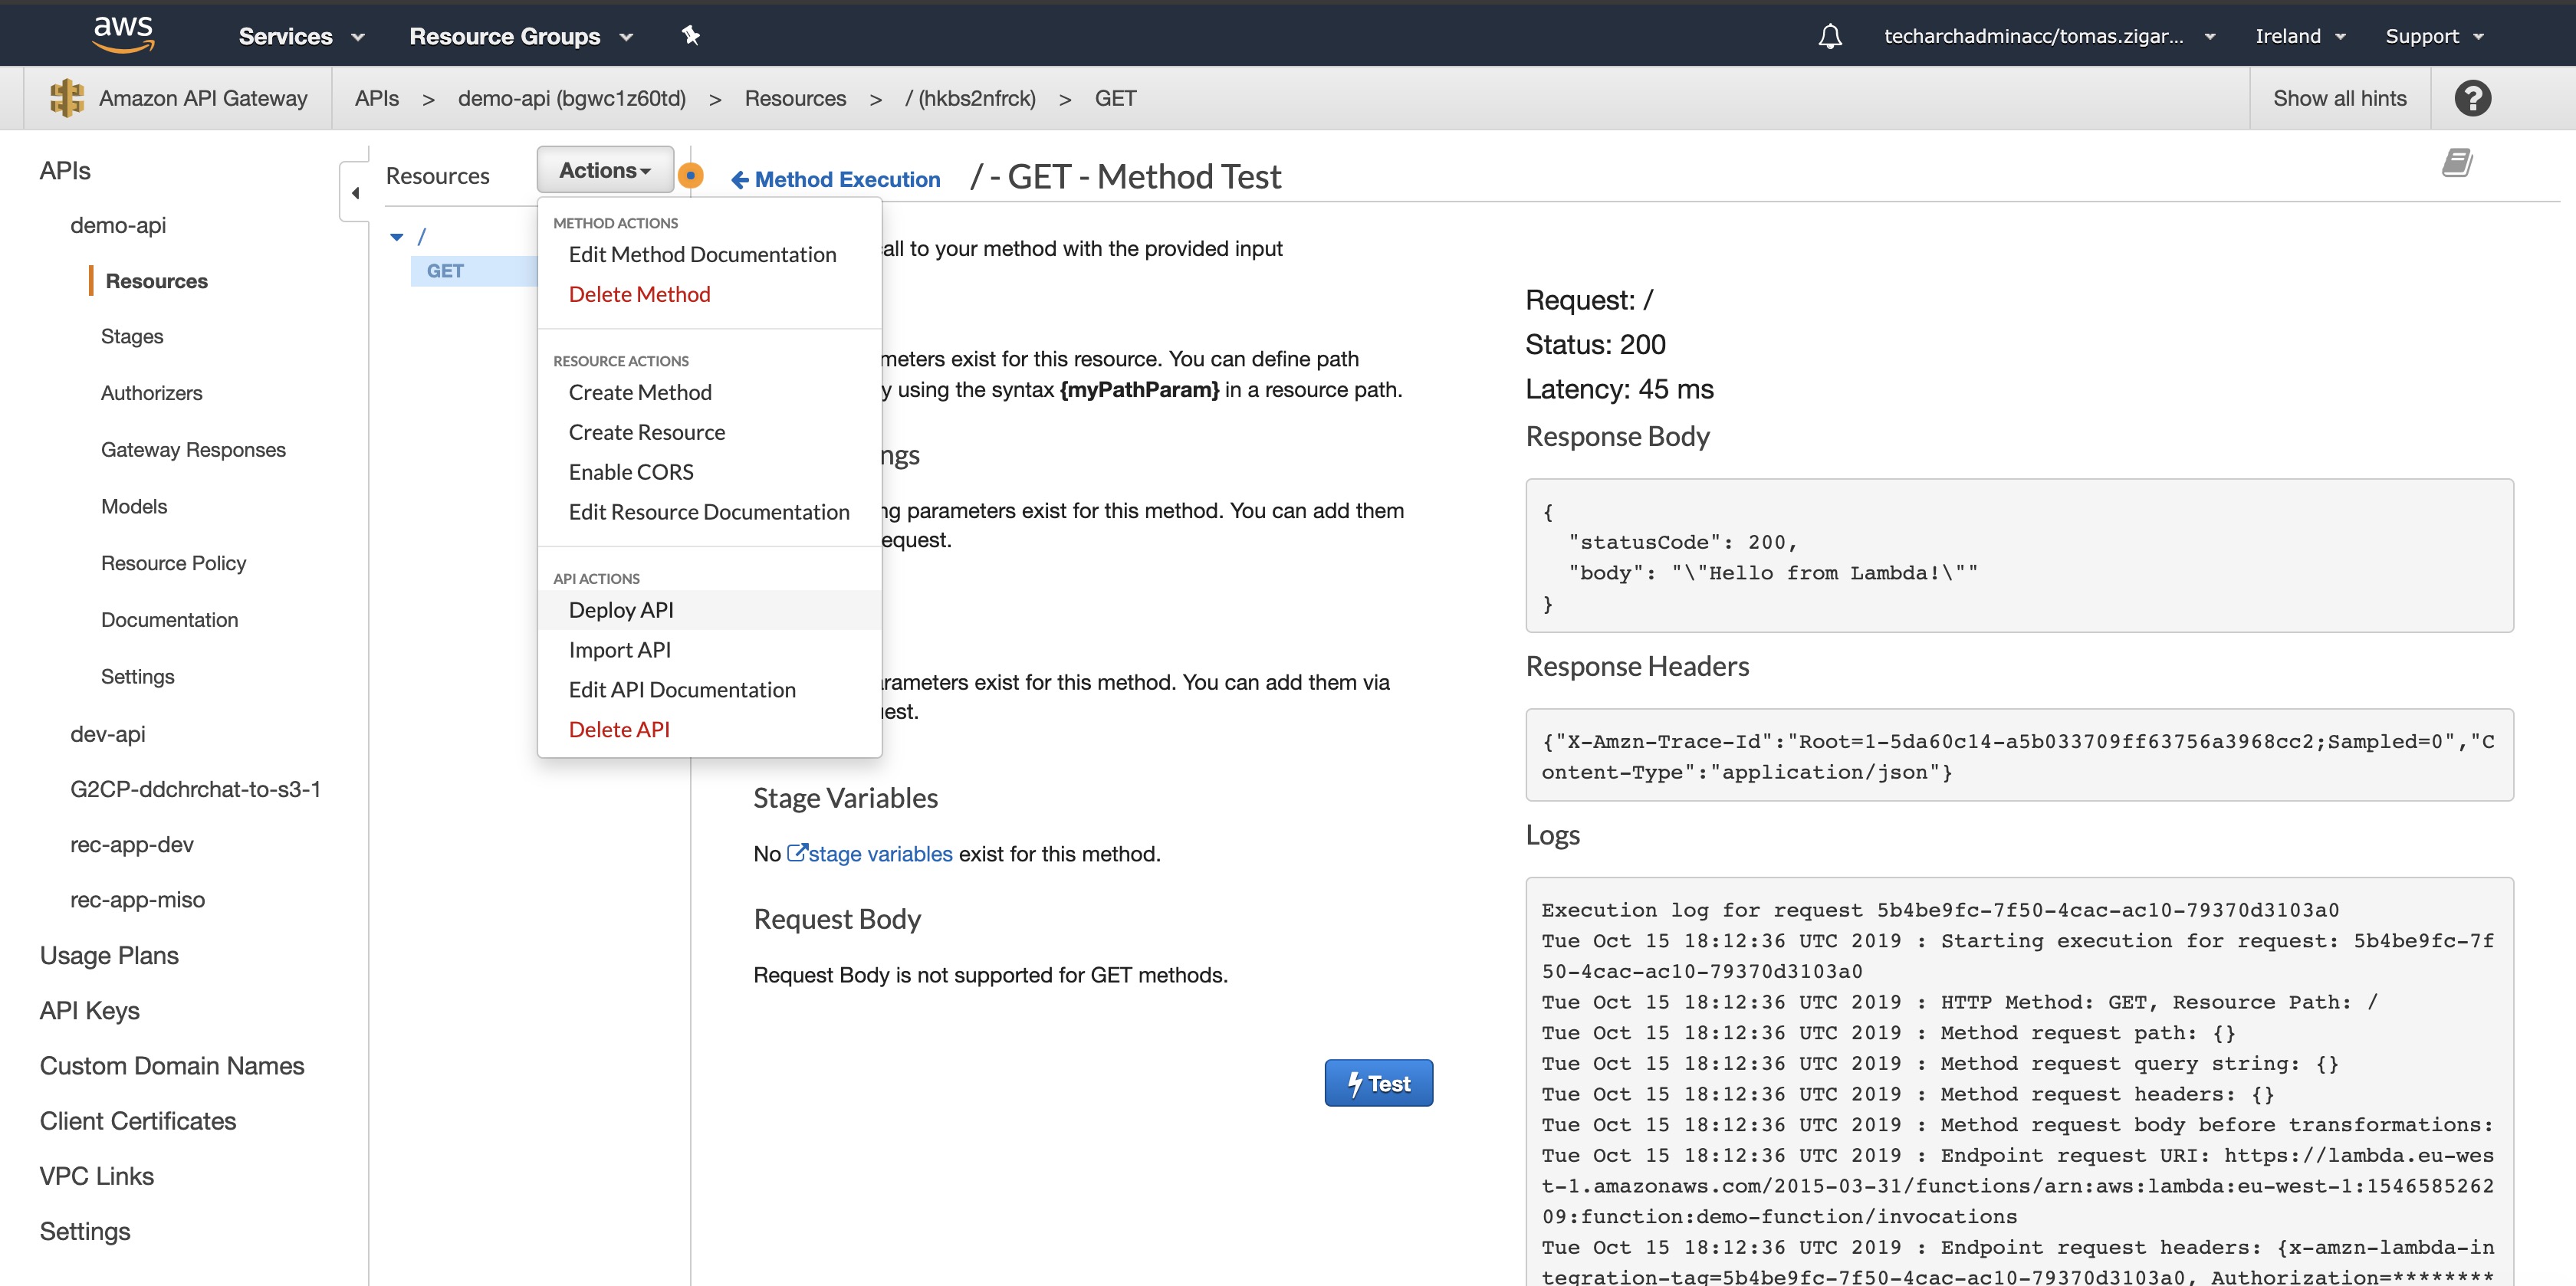 aws
Services
Resource Groups
techarchadminacc/tomas.zigar...
Ireland
Support
Amazon API Gateway
APIs > demo-api (bgwc1z60td) > Resources > / (hkbs2nfrck) > GET
Show all hints
?
APIs
demo-api
Resources
Stages
Authorizers
Gateway Responses
Models
Resource Policy
Documentation
Settings
dev-api
G2CP-ddchrchat-to-s3-1
rec-app-dev
rec-app-miso
Usage Plans
API Keys
Custom Domain Names
Client Certificates
VPC Links
Settings
Resources
Actions
/
GET
METHOD ACTIONS
Edit Method Documentation
Delete Method
RESOURCE ACTIONS
Create Method
Create Resource
Enable CORS
Edit Resource Documentation
API ACTIONS
Deploy API
Import API
Edit API Documentation
Delete API
Method Execution
/ - GET - Method Test
all to your method with the provided input
meters exist for this resource. You can define path
y using the syntax {myPathParam} in a resource path.
ngs
ng parameters exist for this method. You can add them
equest.
rameters exist for this method. You can add them via
est.
Stage Variables
No stage variables exist for this method.
Request Body
Request Body is not supported for GET methods.
Test
Request: /
Status: 200
Latency: 45 ms
Response Body
{
"statusCode": 200,
"body": "\"Hello from Lambda!\""
}
Response Headers
{"X-Amzn-Trace-Id":"Root=1-5da60c14-a5b033709ff63756a3968cc2;Sampled=0","C
ontent-Type":"application/json"}
Logs
Execution log for request 5b4be9fc-7f50-4cac-ac10-79370d3103a0
Tue Oct 15 18:12:36 UTC 2019 : Starting execution for request: 5b4be9fc-7f
50-4cac-ac10-79370d3103a0
Tue Oct 15 18:12:36 UTC 2019 : HTTP Method: GET, Resource Path: /
Tue Oct 15 18:12:36 UTC 2019 : Method request path: {}
Tue Oct 15 18:12:36 UTC 2019 : Method request query string: {}
Tue Oct 15 18:12:36 UTC 2019 : Method request headers: {}
Tue Oct 15 18:12:36 UTC 2019 : Method request body before transformations:
Tue Oct 15 18:12:36 UTC 2019 : Endpoint request URI: https://lambda.eu-wes
t-1.amazonaws.com/2015-03-31/functions/arn:aws:lambda:eu-west-1:1546585262
09:function:demo-function/invocations
Tue Oct 15 18:12:36 UTC 2019 : Endpoint request headers: {x-amzn-lambda-in
tegration-tag=5b4be9fc-7f50-4cac-ac10-79370d3103a0, Authorization=********